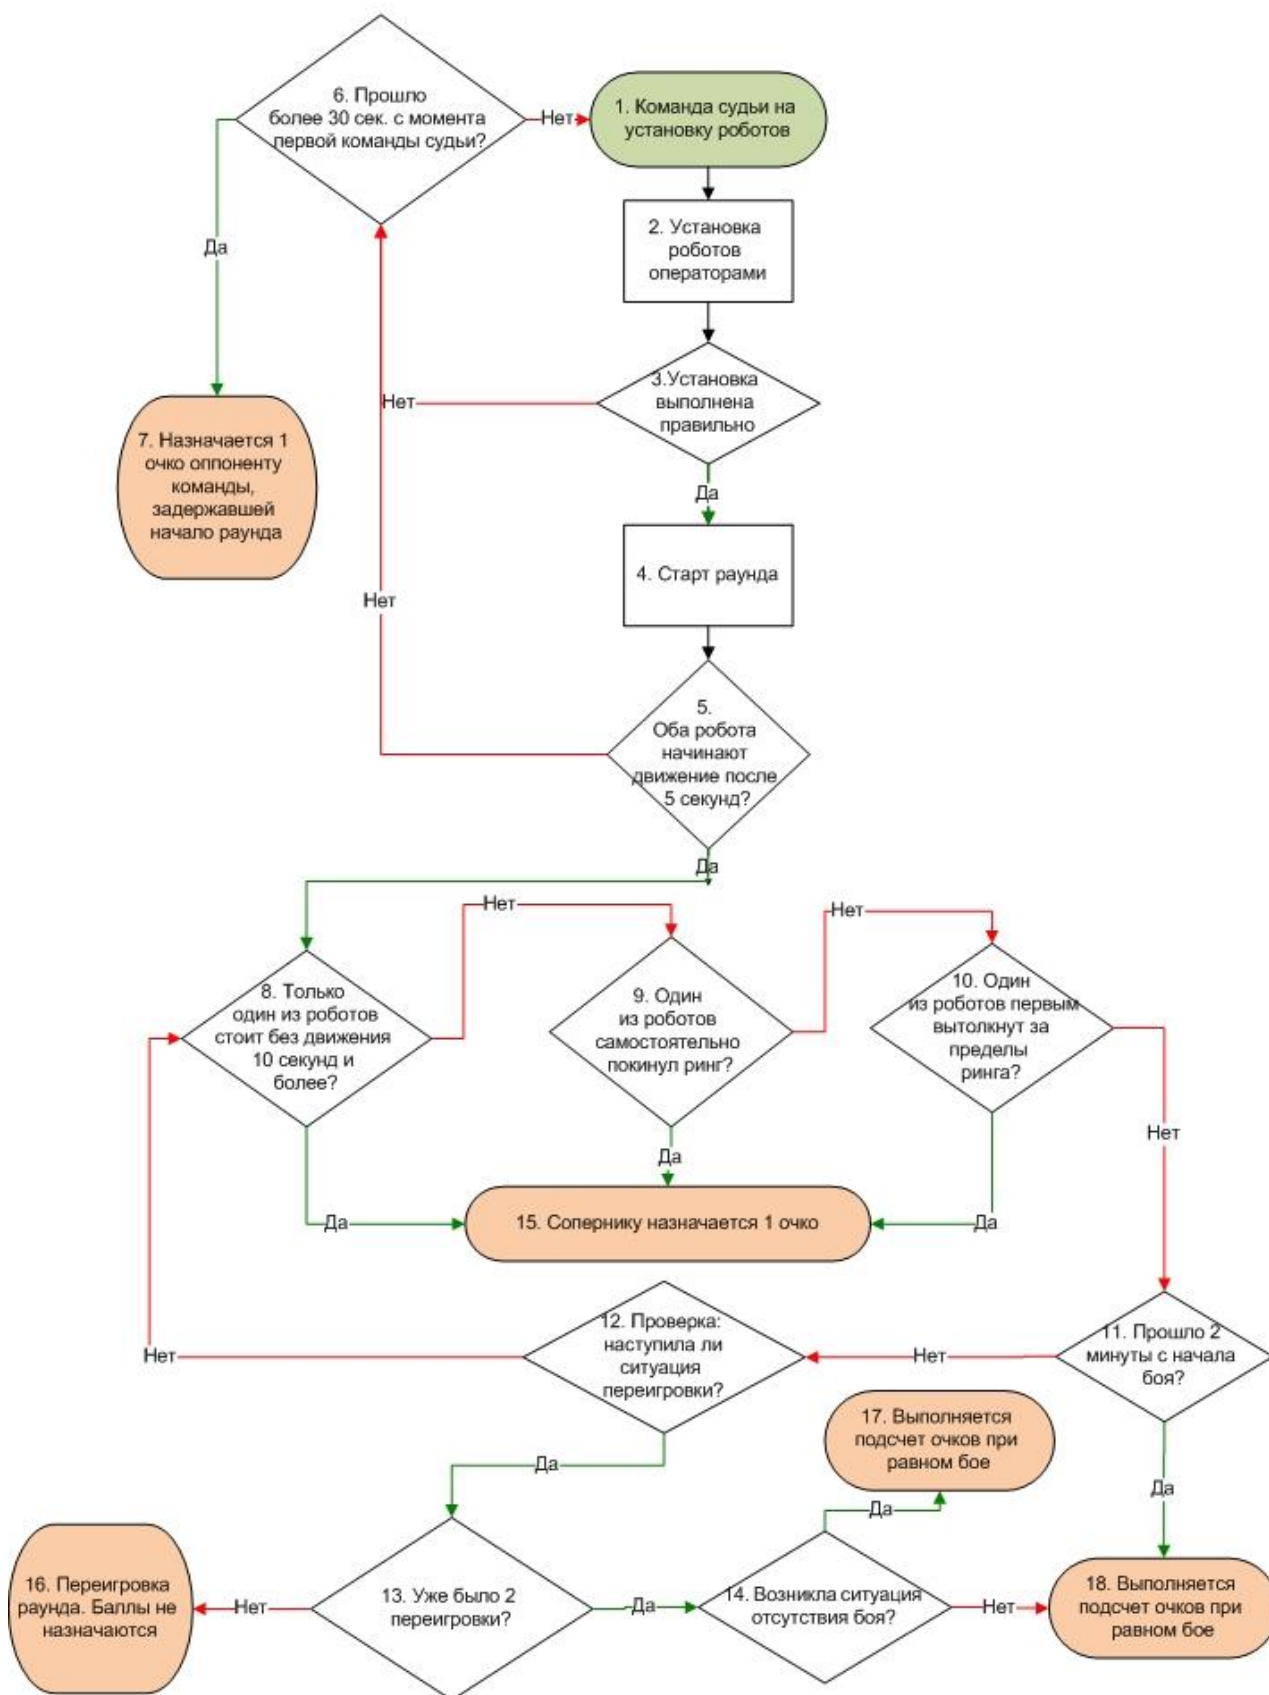 6. Прошло
более 30 сек. с момента
первой команды судьи?
Нет
1. Команда судьи на
установку роботов
Да
2. Установка
роботов
операторами
3.Установка
выполнена
правильно
Нет
Да
7. Назначается 1
очко оппоненту
команды,
задержавшей
начало раунда
4. Старт раунда
Нет
5.
Оба робота
начинают
движение после
5 секунд?
Да
Нет
Нет
8. Только
один из роботов
стоит без движения
10 секунд и
более?
9. Один
из роботов
самостоятельно
покинул ринг?
10. Один
из роботов первым
вытолкнут за
пределы
ринга?
Нет
Да
Да
Да
15. Сопернику назначается 1 очко
12. Проверка:
наступила ли
ситуация
переигровки?
Нет
Нет
11. Прошло 2
минуты с начала
боя?
17. Выполняется
подсчет очков при
равном бое
Да
Да
Да
16. Переигровка
раунда. Баллы не
назначаются
Нет
13. Уже было 2
переигровки?
Да
14. Возникла ситуация
отсутствия боя?
Нет
18. Выполняется
подсчет очков при
равном бое